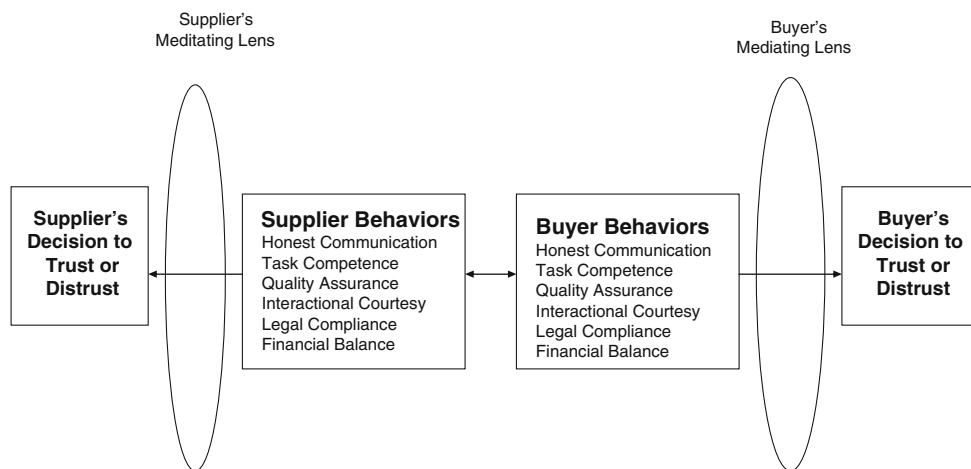 Supplier's
Meditating Lens
Buyer's
Mediating Lens
Supplier's
Decision to
Trust or
Distrust
Supplier Behaviors
Honest Communication
Task Competence
Quality Assurance
Interactional Courtesy
Legal Compliance
Financial Balance
Buyer Behaviors
Honest Communication
Task Competence
Quality Assurance
Interactional Courtesy
Legal Compliance
Financial Balance
Buyer's
Decision to
Trust or
Distrust